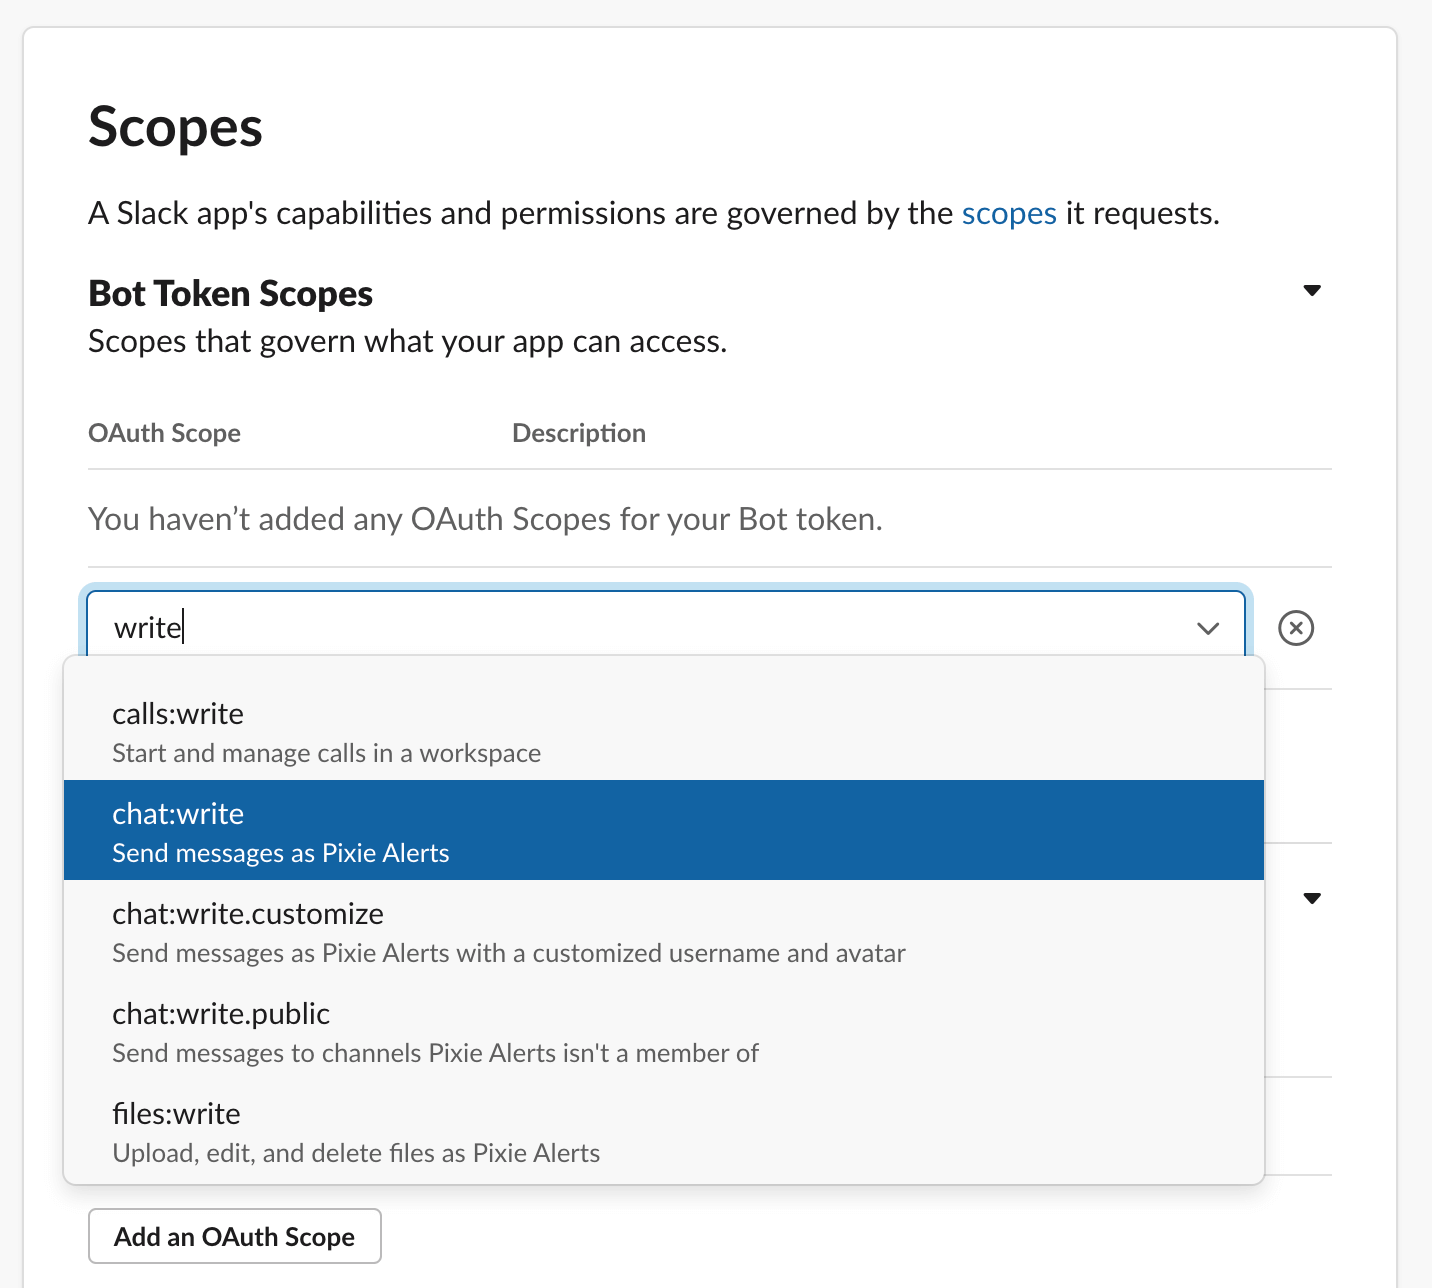 Scopes
A Slack app's capabilities and permissions are governed by the scopes it requests.
Bot Token Scopes
Scopes that govern what your app can access.
OAuth Scope Description
You haven’t added any OAuth Scopes for your Bot token.
write
calls:write
Start and manage calls in a workspace
chat:write
Send messages as Pixie Alerts
chat:write.customize
Send messages as Pixie Alerts with a customized username and avatar
chat:write.public
Send messages to channels Pixie Alerts isn't a member of
files:write
Upload, edit, and delete files as Pixie Alerts
Add an OAuth Scope